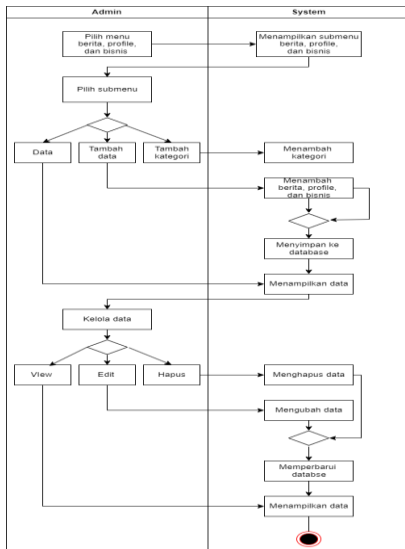 Admin
System
Pilih menu
berita, profile,
dan bisnis
Menampilkan submenu
berita, profile,
dan bisnis
Pilih submenu
Data
Tambah
data
Tambah
kategori
Menambah
kategori
Menambah
berita, profile,
dan bisnis
Menyimpan ke
database
Menampilkan data
Kelola data
View
Edit
Hapus
Menghapus data
Mengubah data
Memperbarui
databse
Menampilkan data